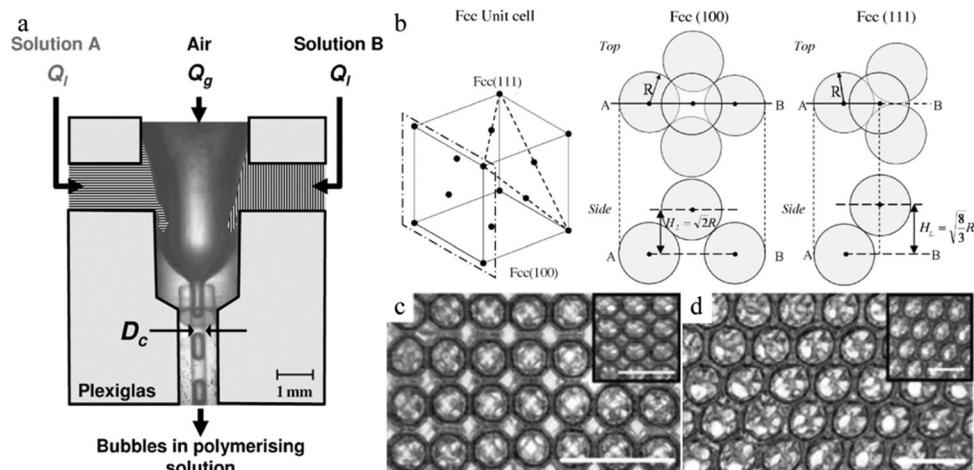 a
Solution A
Q_l
Air
Q_g
Solution B
Q_l
D_c
Plexiglas
1 mm
Bubbles in polymerising
solution
b
Fcc Unit cell
Fcc(111)
Fcc(100)
Fcc (100)
Top
A
R
B
Side
H_z = √2R
A
B
Fcc (111)
Top
A
R
B
Side
H_L = √(8/3)R
A
B
c
d